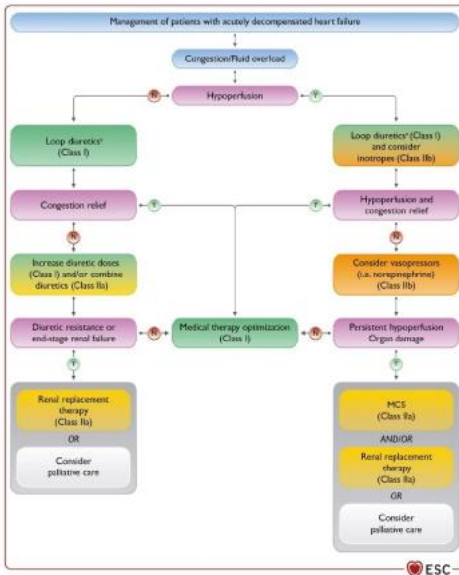 Management of patients with acutely decompensated heart failure
Congestion/Fluid overload
Hypoperfusion
N
Y
Loop diureticsᵃ
(Class I)
Loop diureticsᵃ (Class I)
and consider
inotropes (Class IIb)
Congestion relief
Y
Y
Hypoperfusion and
congestion relief
N
N
Increase diuretic doses
(Class I) and/or combine
diuretics (Class IIa)
Consider vasopressors
(i.e. norepinephrine)
(Class IIb)
Diuretic resistance or
end-stage renal failure
N
Medical therapy optimization
(Class I)
N
Persistent hypoperfusion
Organ damage
Y
Y
Renal replacement
therapy
(Class IIa)
OR
Consider
palliative care
MCS
(Class IIa)
AND/OR
Renal replacement
therapy
(Class IIa)
OR
Consider
palliative care
ESC